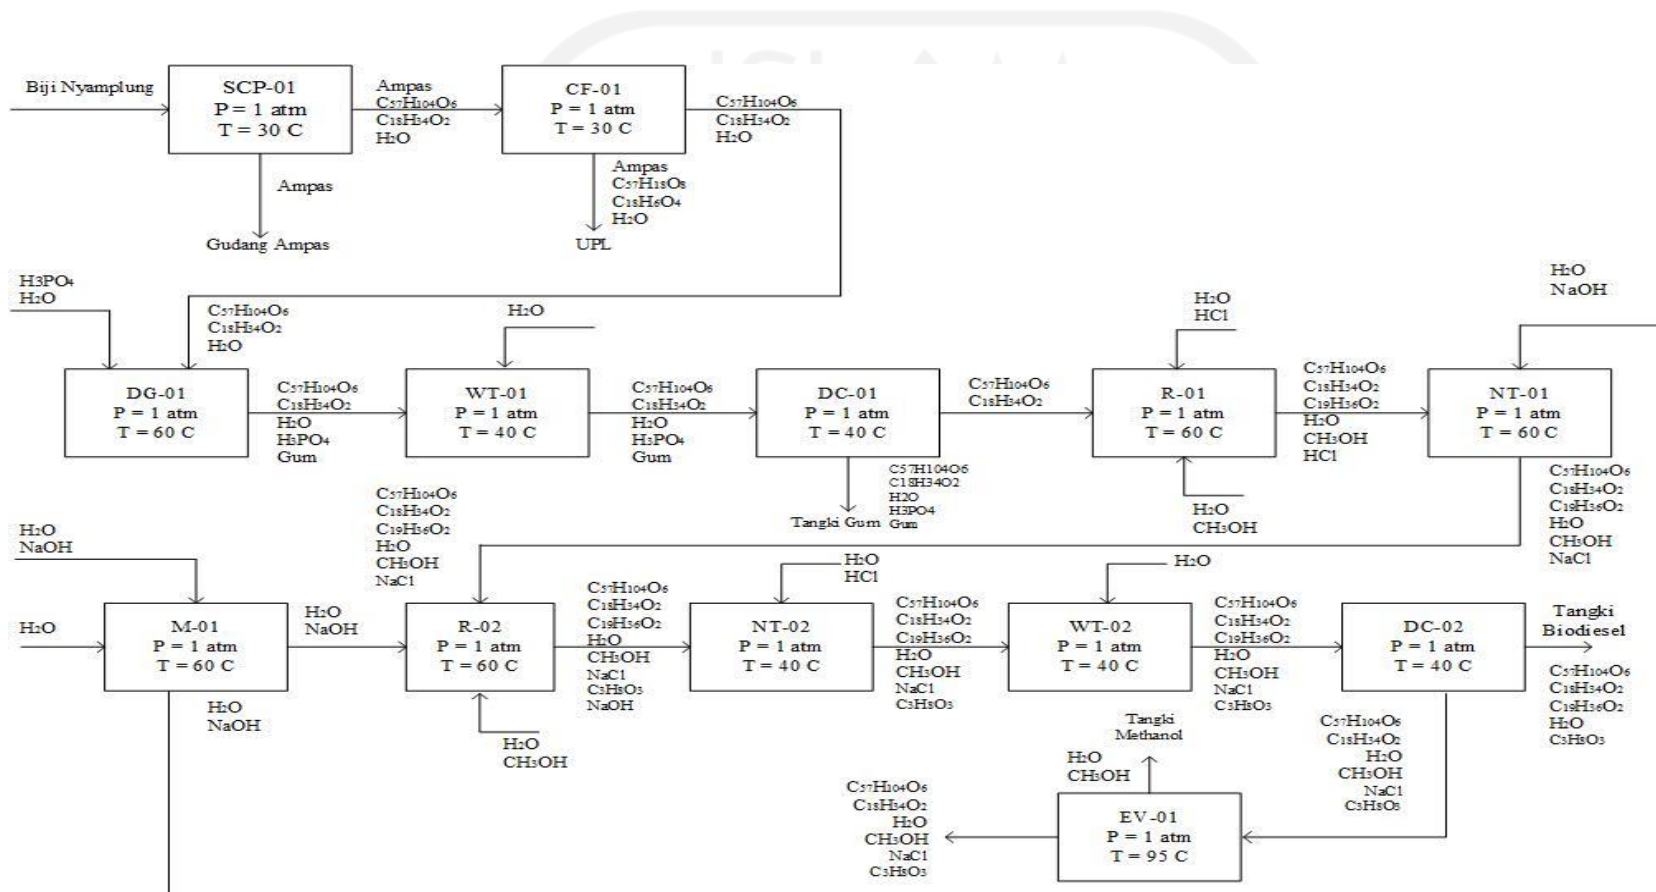 ISLAM
Biji Nyamplung
SCP-01
P = 1 atm
T = 30 C
Ampas
C57H104O6
C18H34O2
H2O
CF-01
P = 1 atm
T = 30 C
C57H104O6
C18H34O2
H2O
Ampas
Gudang Ampas
Ampas
C57H18O8
C18H6O4
H2O
UPL
H3PO4
H2O
C57H104O6
C18H34O2
H2O
H2O
H2O
HCl
H2O
NaOH
DG-01
P = 1 atm
T = 60 C
C57H104O6
C18H34O2
H2O
H3PO4
Gum
WT-01
P = 1 atm
T = 40 C
C57H104O6
C18H34O2
H2O
H3PO4
Gum
DC-01
P = 1 atm
T = 40 C
C57H104O6
C18H34O2
R-01
P = 1 atm
T = 60 C
C57H104O6
C18H34O2
C19H36O2
H2O
CH3OH
HCl
NT-01
P = 1 atm
T = 60 C
C57H104O6
C18H34O2
H2O
H3PO4
Gum
Tangki Gum
H2O
CH3OH
C57H104O6
C18H34O2
C19H36O2
H2O
CH3OH
NaCl
H2O
NaOH
C57H104O6
C18H34O2
C19H36O2
H2O
CH3OH
NaCl
H2O
HCl
H2O
H2O
M-01
P = 1 atm
T = 60 C
H2O
NaOH
R-02
P = 1 atm
T = 60 C
C57H104O6
C18H34O2
C19H36O2
H2O
CH3OH
NaCl
C3H8O3
NaOH
NT-02
P = 1 atm
T = 40 C
C57H104O6
C18H34O2
C19H36O2
H2O
CH3OH
NaCl
C3H8O3
WT-02
P = 1 atm
T = 40 C
C57H104O6
C18H34O2
C19H36O2
H2O
CH3OH
NaCl
C3H8O3
DC-02
P = 1 atm
T = 40 C
Tangki
Biodiesel
C57H104O6
C18H34O2
C19H36O2
H2O
C3H8O3
H2O
NaOH
H2O
CH3OH
Tangki
Methanol
H2O
CH3OH
C57H104O6
C18H34O2
H2O
CH3OH
NaCl
C3H8O3
EV-01
P = 1 atm
T = 95 C
C57H104O6
C18H34O2
H2O
CH3OH
NaCl
C3H8O3